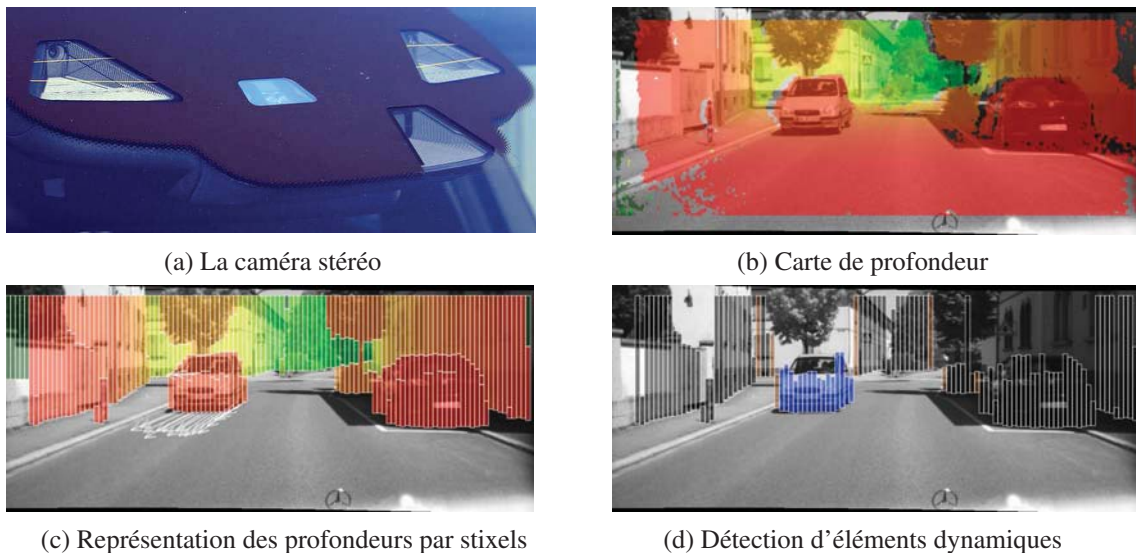 (a) La caméra stéréo
(b) Carte de profondeur
(c) Représentation des profondeurs par stixels
(d) Détection d'éléments dynamiques